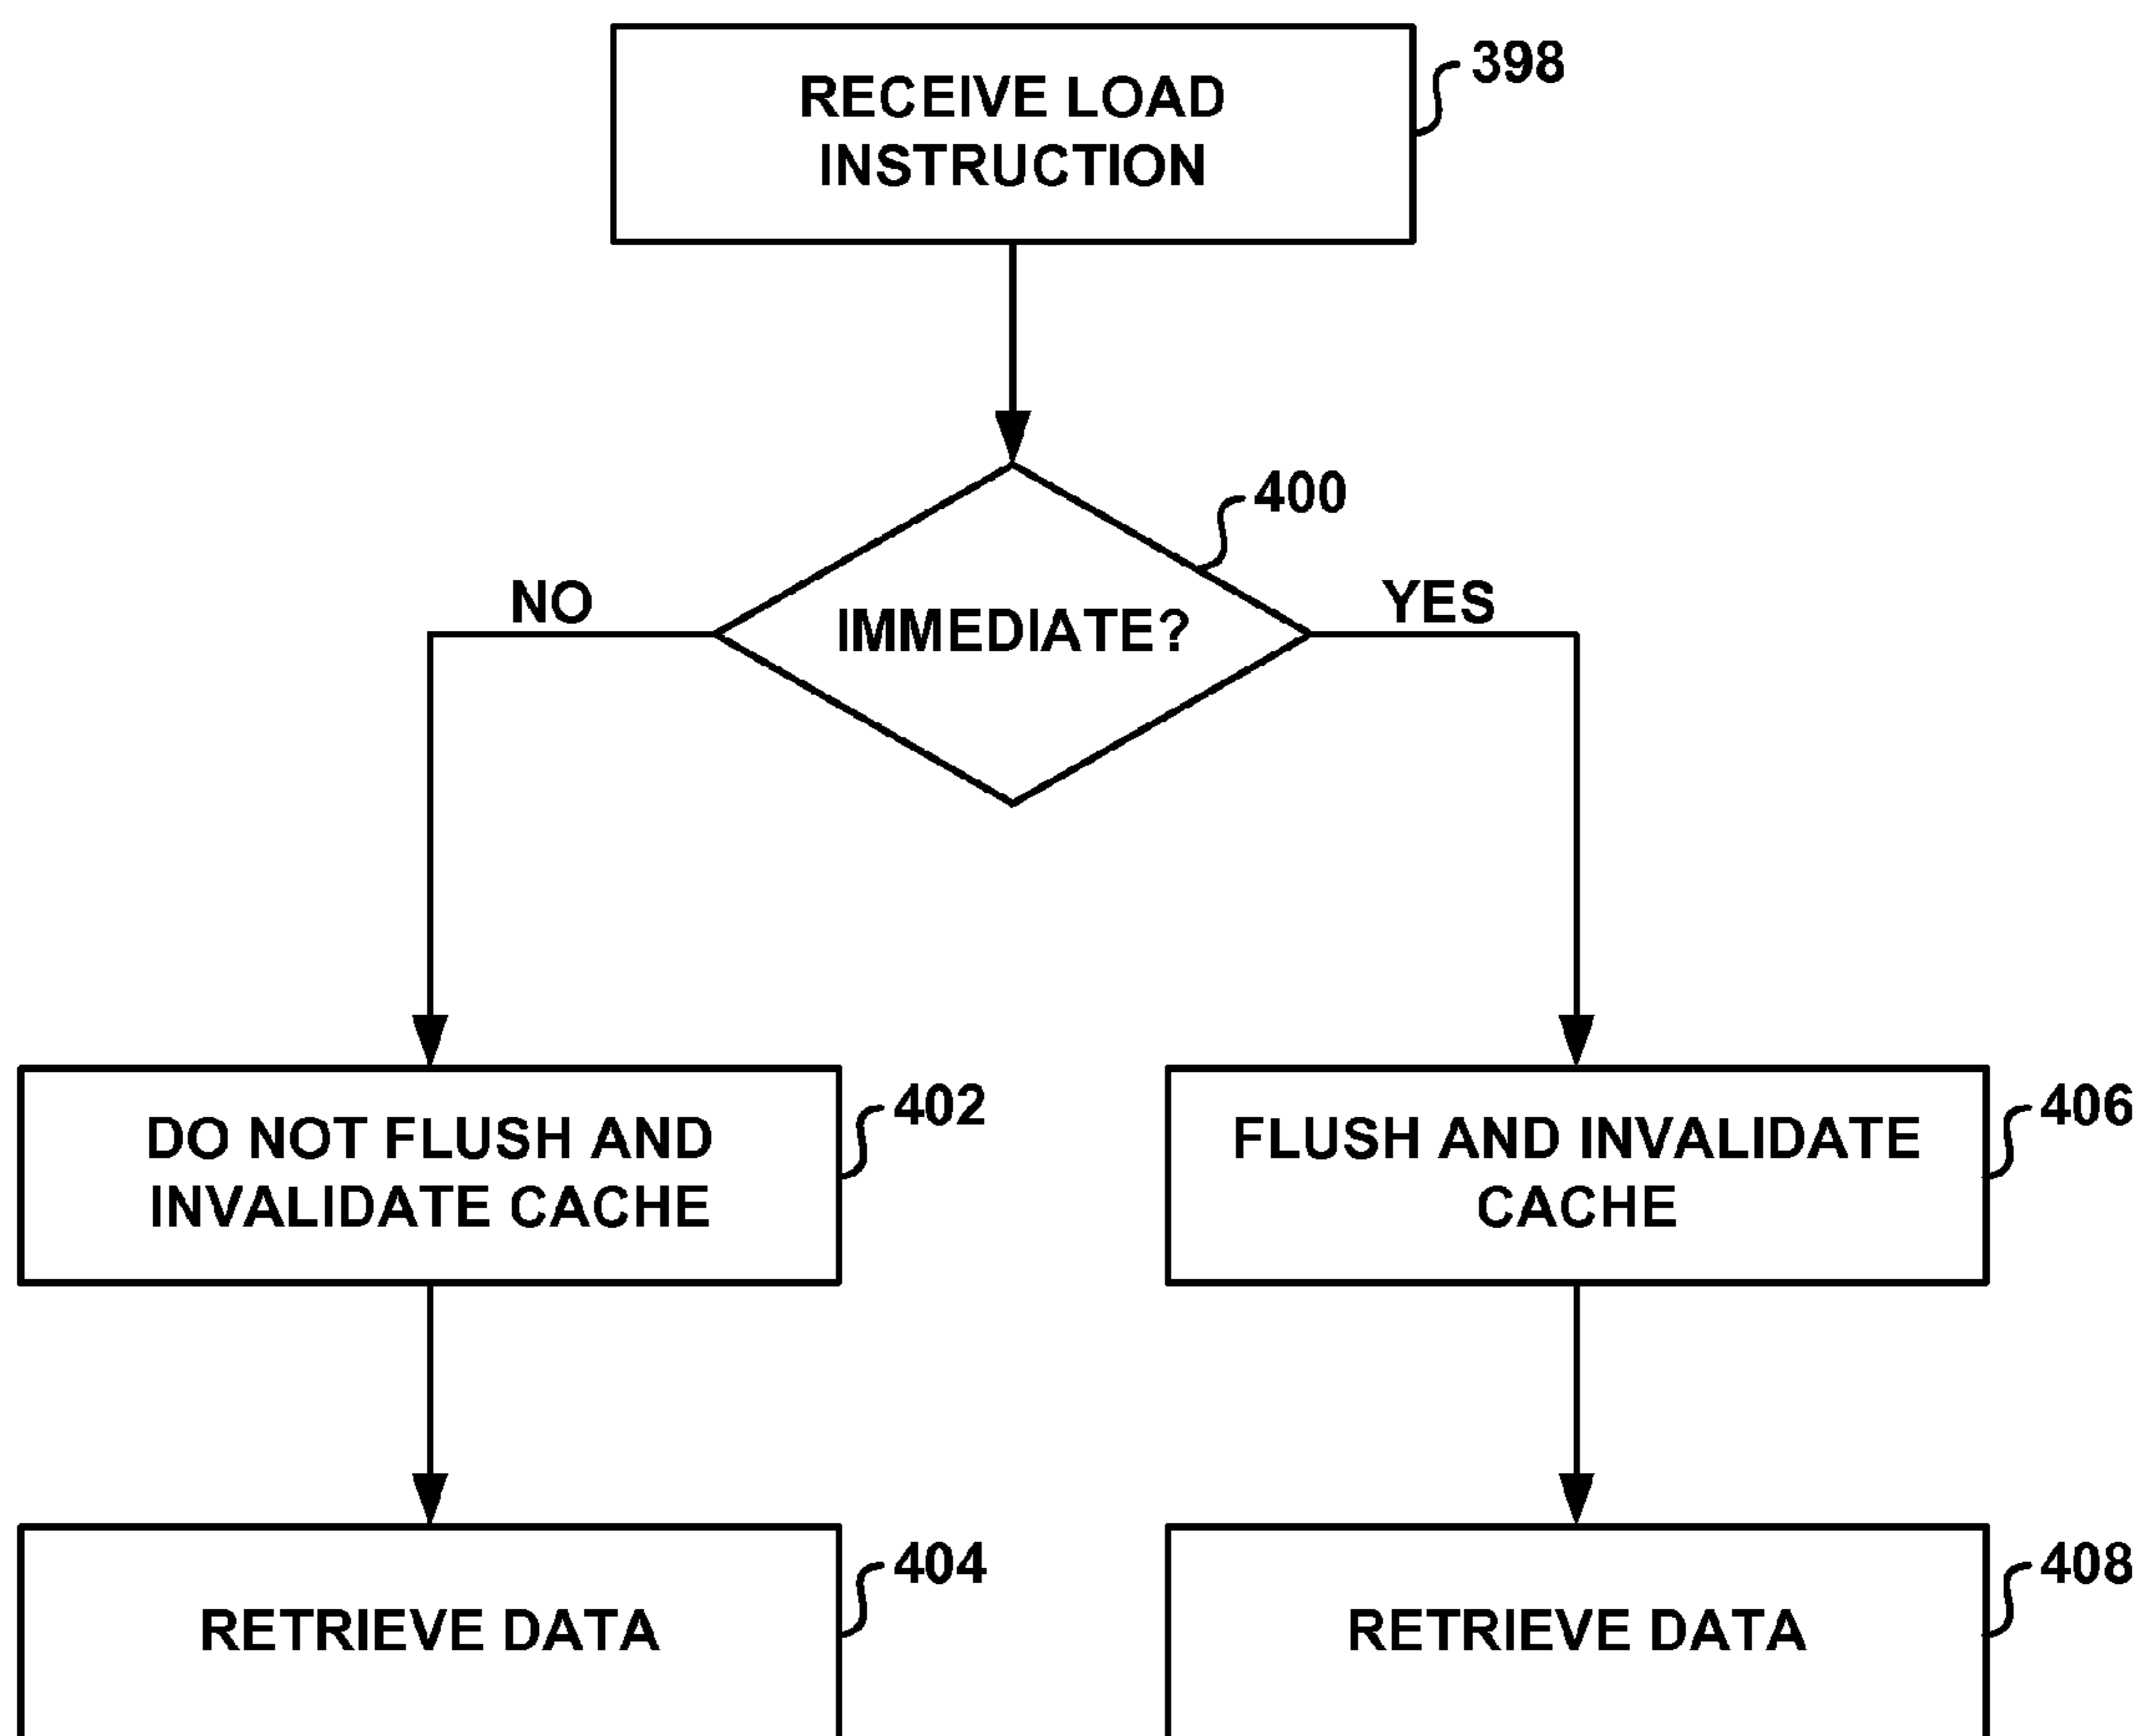 RECEIVE LOAD
INSTRUCTION
398
400
IMMEDIATE?
NO
YES
DO NOT FLUSH AND
INVALIDATE CACHE
402
FLUSH AND INVALIDATE
CACHE
406
RETRIEVE DATA
404
RETRIEVE DATA
408